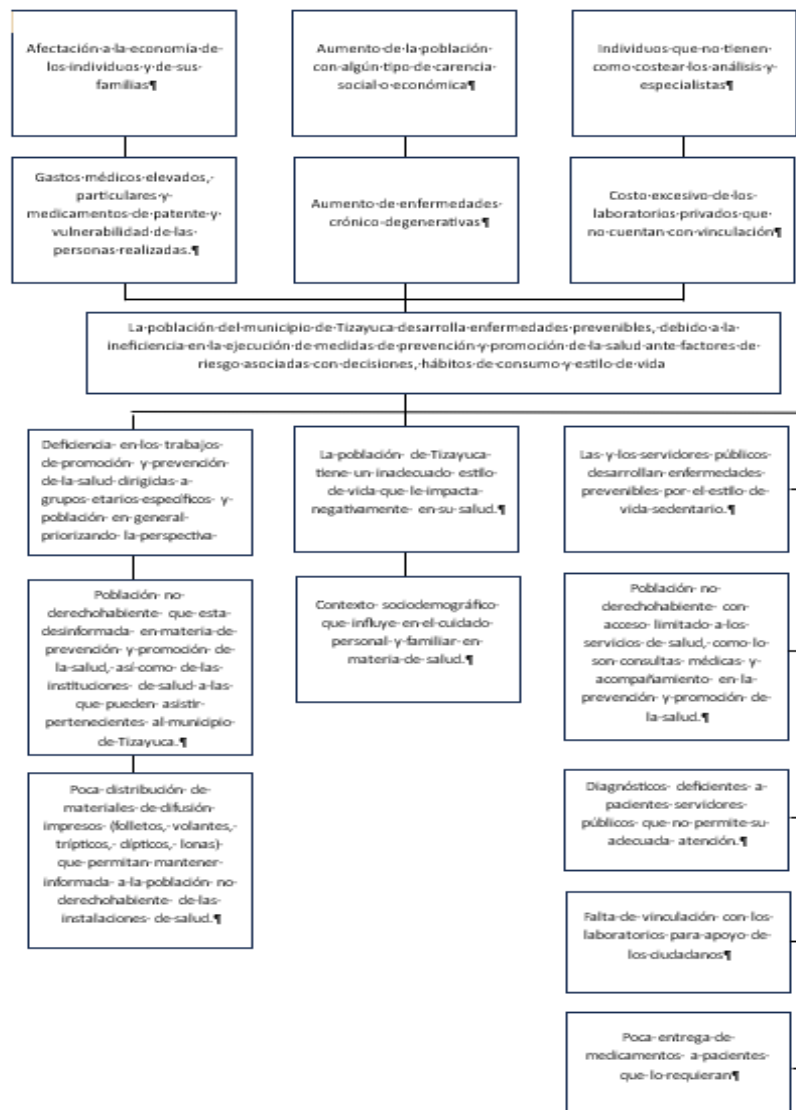 Afectación a la economía de
los individuos y de sus
familias¶
Aumento de la población
con algún tipo de carencia
social o económica¶
Individuos que no tienen
como costear los análisis y
especialistas¶
Gastos médicos elevados,
particulares y
medicamentos de patente y
vulnerabilidad de las
personas realizadas.¶
Aumento de enfermedades
crónico degenerativas¶
Costo excesivo de los
laboratorios privados que
no cuentan con vinculación¶
La población del municipio de Tizayuca desarrolla enfermedades prevenibles, debido a la
ineficiencia en la ejecución de medidas de prevención y promoción de la salud ante factores de
riesgo asociadas con decisiones, hábitos de consumo y estilo de vida
Deficiencia en los trabajos
de promoción y prevención
de la salud dirigidas a
grupos etarios específicos y
población en general
priorizando la perspectiva
La población de Tizayuca
tiene un inadecuado estilo
de vida que le impacta
negativamente en su salud.¶
Las y los servidores públicos
desarrollan enfermedades
prevenibles por el estilo de
vida sedentario.¶
Población no
derechohabiente que esta
desinformada en materia de
prevención y promoción de
la salud, así como de las
instituciones de salud a las
que pueden asistir
pertenecientes al municipio
de Tizayuca.¶
Contexto sociodemográfico
que influye en el cuidado
personal y familiar en
materia de salud.¶
Población no
derechohabiente con
acceso limitado a los
servicios de salud, como lo
son consultas médicas y
acompañamiento en la
prevención y promoción de
la salud.¶
Poca distribución de
materiales de difusión
impresos (folletos, volantes,
trípticos, dípticos, lonas)
que permitan mantener
informada a la población no
derechohabiente de las
instalaciones de salud.¶
Diagnósticos deficientes a
pacientes servidores
públicos que no permite su
adecuada atención.¶
Falta de vinculación con los
laboratorios para apoyo de
los ciudadanos¶
Poca entrega de
medicamentos a pacientes
que lo requieran¶